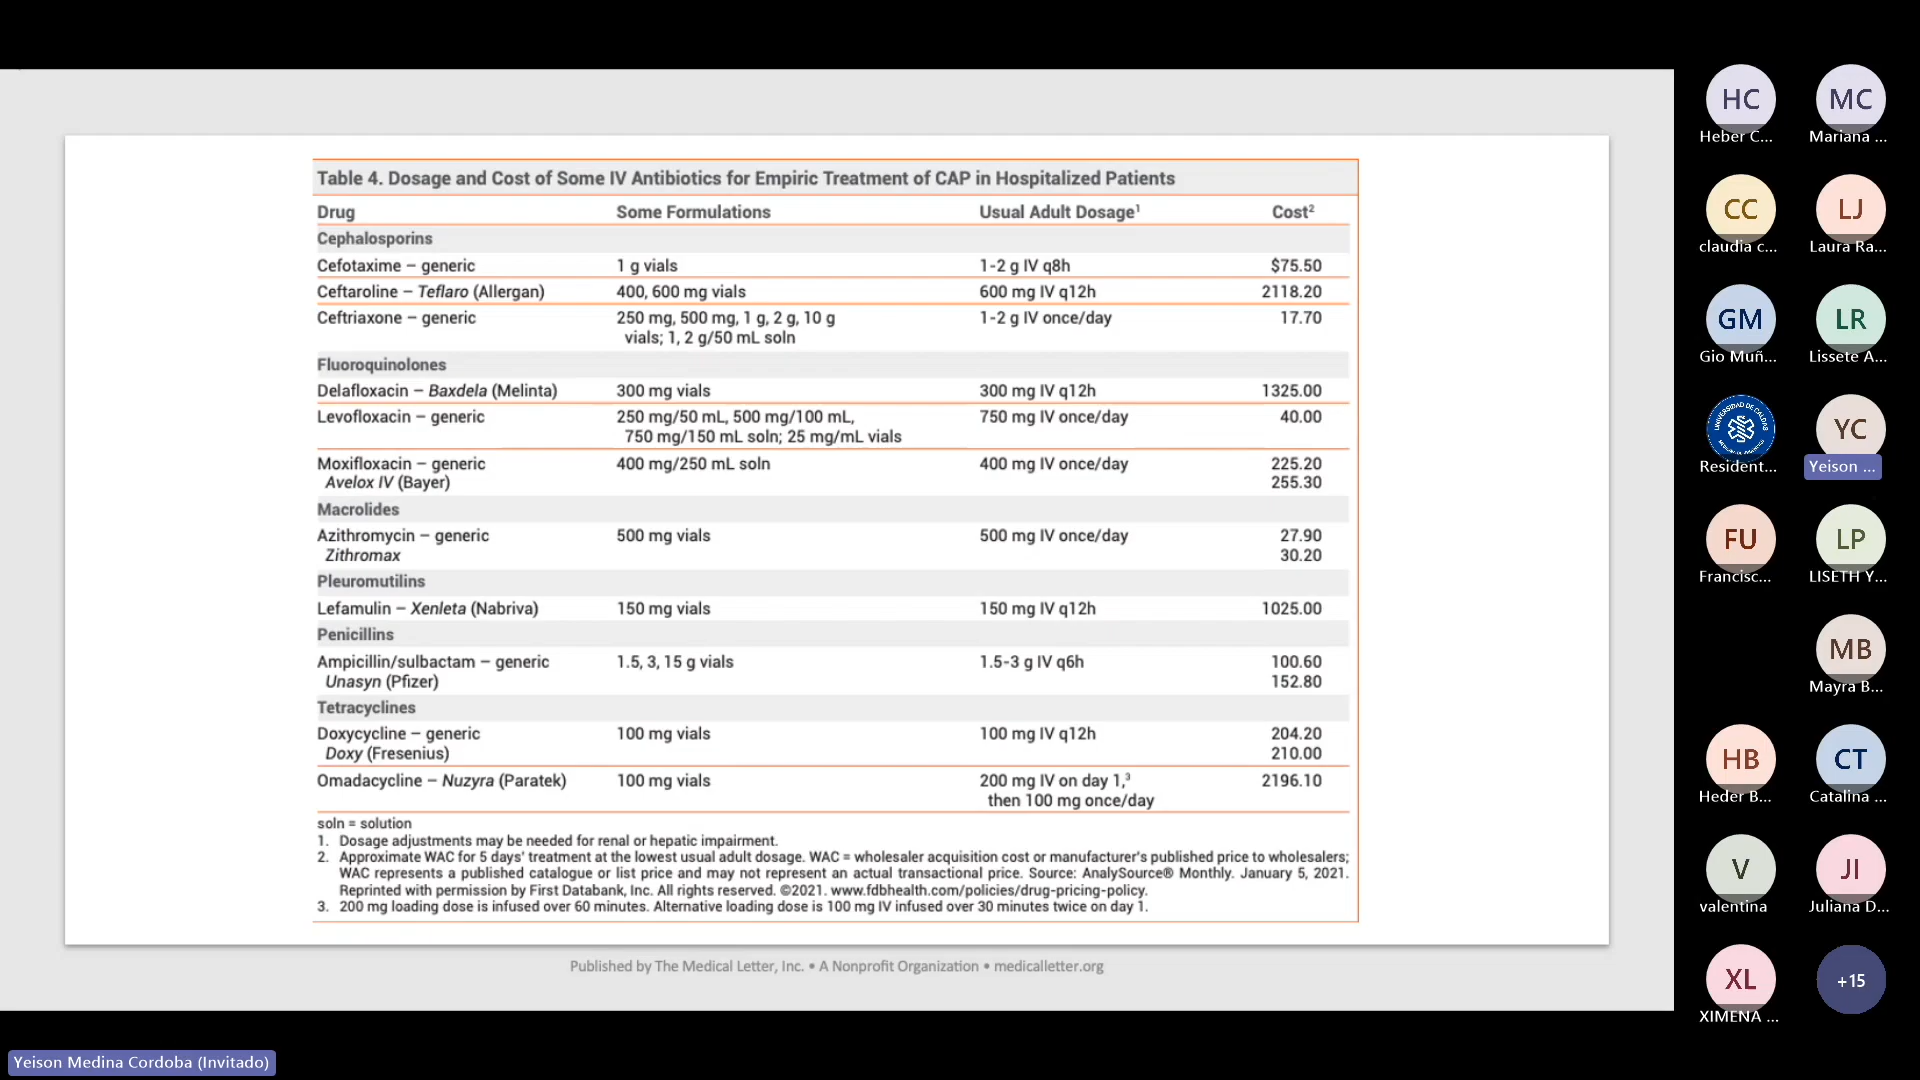 Table 4. Dosage and Cost of Some IV Antibiotics for Empiric Treatment of CAP in Hospitalized Patients
Drug Some Formulations Usual Adult Dosage¹ Cost²
Cephalosporins
Cefotaxime – generic 1 g vials 1-2 g IV q8h $75.50
Ceftaroline – Teflaro (Allergan) 400, 600 mg vials 600 mg IV q12h 2118.20
Ceftriaxone – generic 250 mg, 500 mg, 1 g, 2 g, 10 g 1-2 g IV once/day 17.70
vials; 1, 2 g/50 mL soln
Fluoroquinolones
Delafloxacin – Baxdela (Melinta) 300 mg vials 300 mg IV q12h 1325.00
Levofloxacin – generic 250 mg/50 mL, 500 mg/100 mL, 750 mg IV once/day 40.00
750 mg/150 mL soln; 25 mg/mL vials
Moxifloxacin – generic 400 mg/250 mL soln 400 mg IV once/day 225.20
Avelox IV (Bayer) 255.30
Macrolides
Azithromycin – generic 500 mg vials 500 mg IV once/day 27.90
Zithromax 30.20
Pleuromutilins
Lefamulin – Xenleta (Nabriva) 150 mg vials 150 mg IV q12h 1025.00
Penicillins
Ampicillin/sulbactam – generic 1.5, 3, 15 g vials 1.5-3 g IV q6h 100.60
Unasyn (Pfizer) 152.80
Tetracyclines
Doxycycline – generic 100 mg vials 100 mg IV q12h 204.20
Doxy (Fresenius) 210.00
Omadacycline – Nuzyra (Paratek) 100 mg vials 200 mg IV on day 1,³ 2196.10
then 100 mg once/day
soln = solution
1. Dosage adjustments may be needed for renal or hepatic impairment.
2. Approximate WAC for 5 days' treatment at the lowest usual adult dosage. WAC = wholesaler acquisition cost or manufacturer's published price to wholesalers;
WAC represents a published catalogue or list price and may not represent an actual transactional price. Source: AnalySource® Monthly. January 5, 2021.
Reprinted with permission by First Databank, Inc. All rights reserved. ©2021. www.fdbhealth.com/policies/drug-pricing-policy.
3. 200 mg loading dose is infused over 60 minutes. Alternative loading dose is 100 mg IV infused over 30 minutes twice on day 1.
Published by The Medical Letter, Inc. • A Nonprofit Organization • medicalletter.org
HC MC
Heber C... Mariana ...
CC LJ
claudia c... Laura Ra...
GM LR
Gio Muñ... Lissete A...
YC
Resident... Yeison ...
FU LP
Francisc... LISETH Y...
MB
Mayra B...
HB CT
Heder B... Catalina ...
V JI
valentina Juliana D...
XL +15
XIMENA ...
Yeison Medina Cordoba (Invitado)